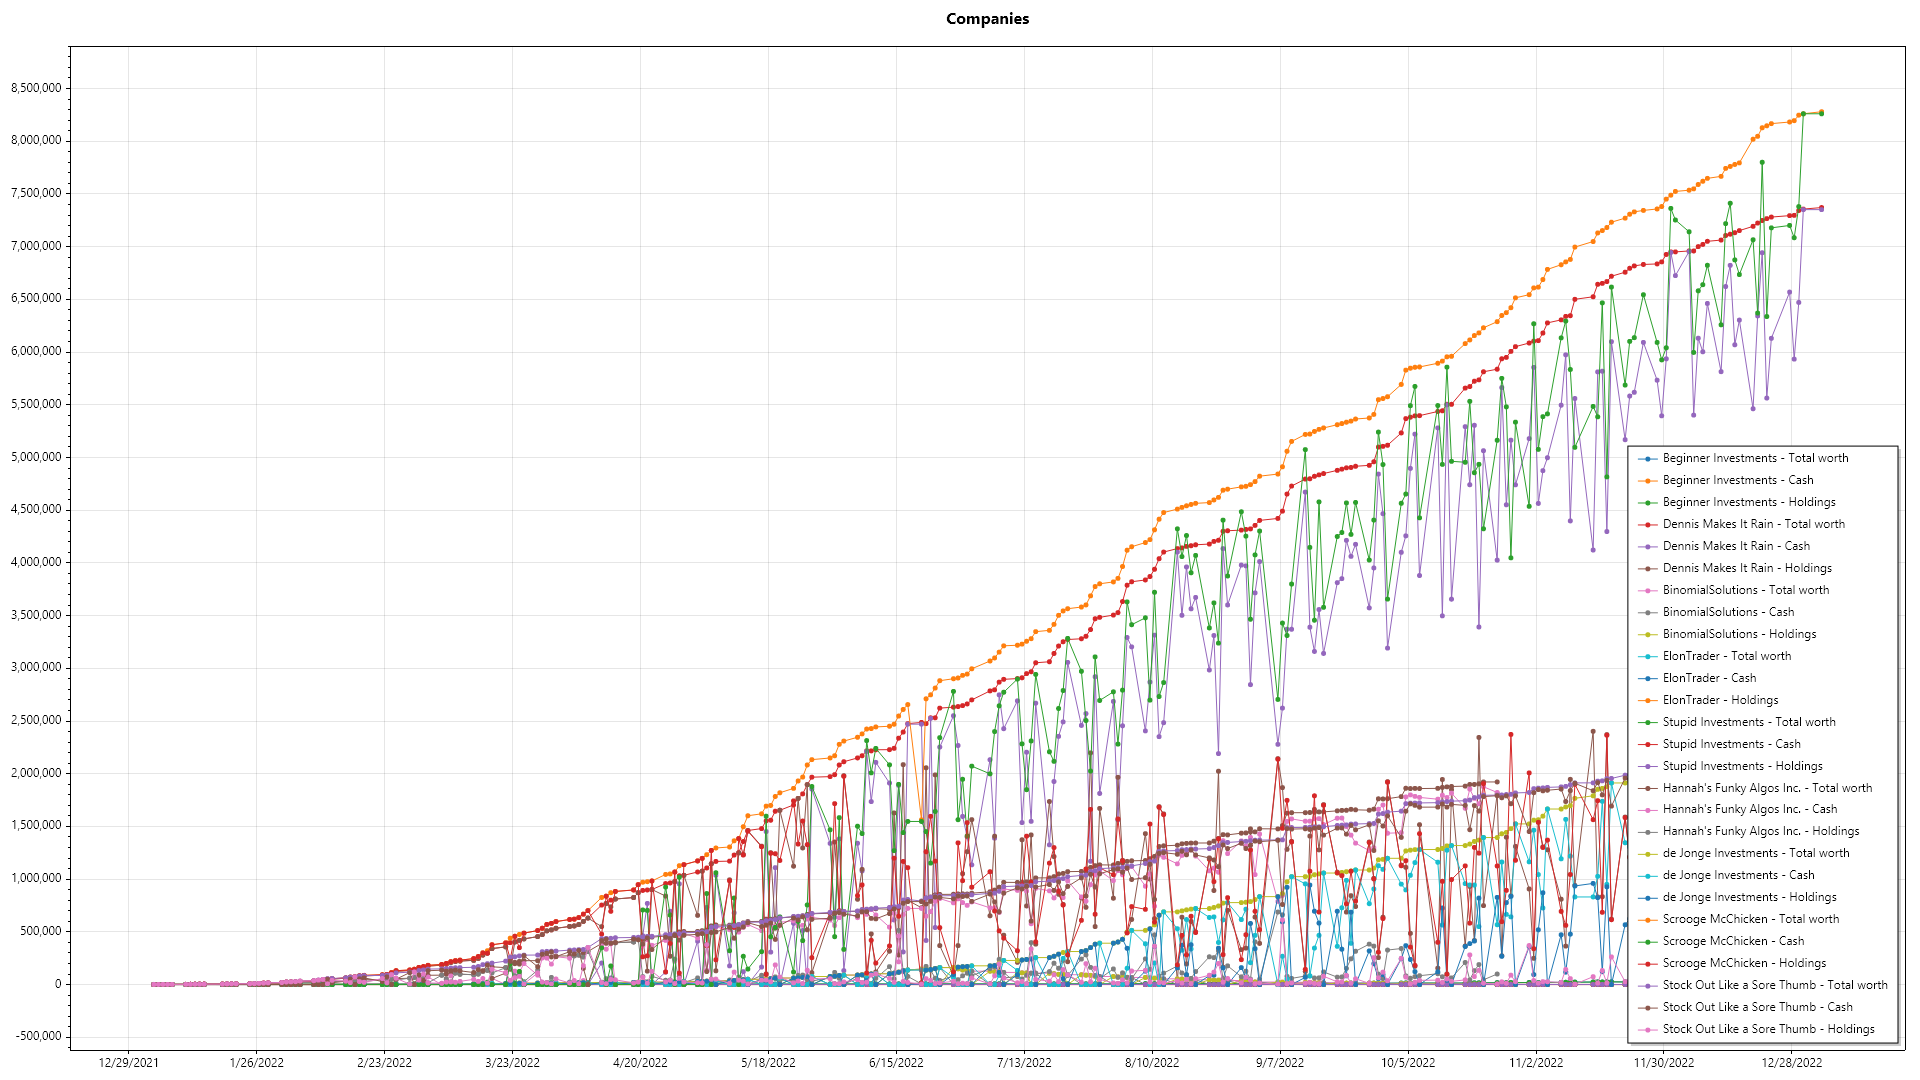 Companies
8,500,000
8,000,000
7,500,000
7,000,000
6,500,000
6,000,000
5,500,000
5,000,000
4,500,000
4,000,000
3,500,000
3,000,000
2,500,000
2,000,000
1,500,000
1,000,000
500,000
0
-500,000
12/29/2021
1/26/2022
2/23/2022
3/23/2022
4/20/2022
5/18/2022
6/15/2022
7/13/2022
8/10/2022
9/7/2022
10/5/2022
11/2/2022
11/30/2022
12/28/2022
Beginner Investments - Total worth
Beginner Investments - Cash
Beginner Investments - Holdings
Dennis Makes It Rain - Total worth
Dennis Makes It Rain - Cash
Dennis Makes It Rain - Holdings
BinomialSolutions - Total worth
BinomialSolutions - Cash
BinomialSolutions - Holdings
ElonTrader - Total worth
ElonTrader - Cash
ElonTrader - Holdings
Stupid Investments - Total worth
Stupid Investments - Cash
Stupid Investments - Holdings
Hannah's Funky Algos Inc. - Total worth
Hannah's Funky Algos Inc. - Cash
Hannah's Funky Algos Inc. - Holdings
de Jonge Investments - Total worth
de Jonge Investments - Cash
de Jonge Investments - Holdings
Scrooge McChicken - Total worth
Scrooge McChicken - Cash
Scrooge McChicken - Holdings
Stock Out Like a Sore Thumb - Total worth
Stock Out Like a Sore Thumb - Cash
Stock Out Like a Sore Thumb - Holdings